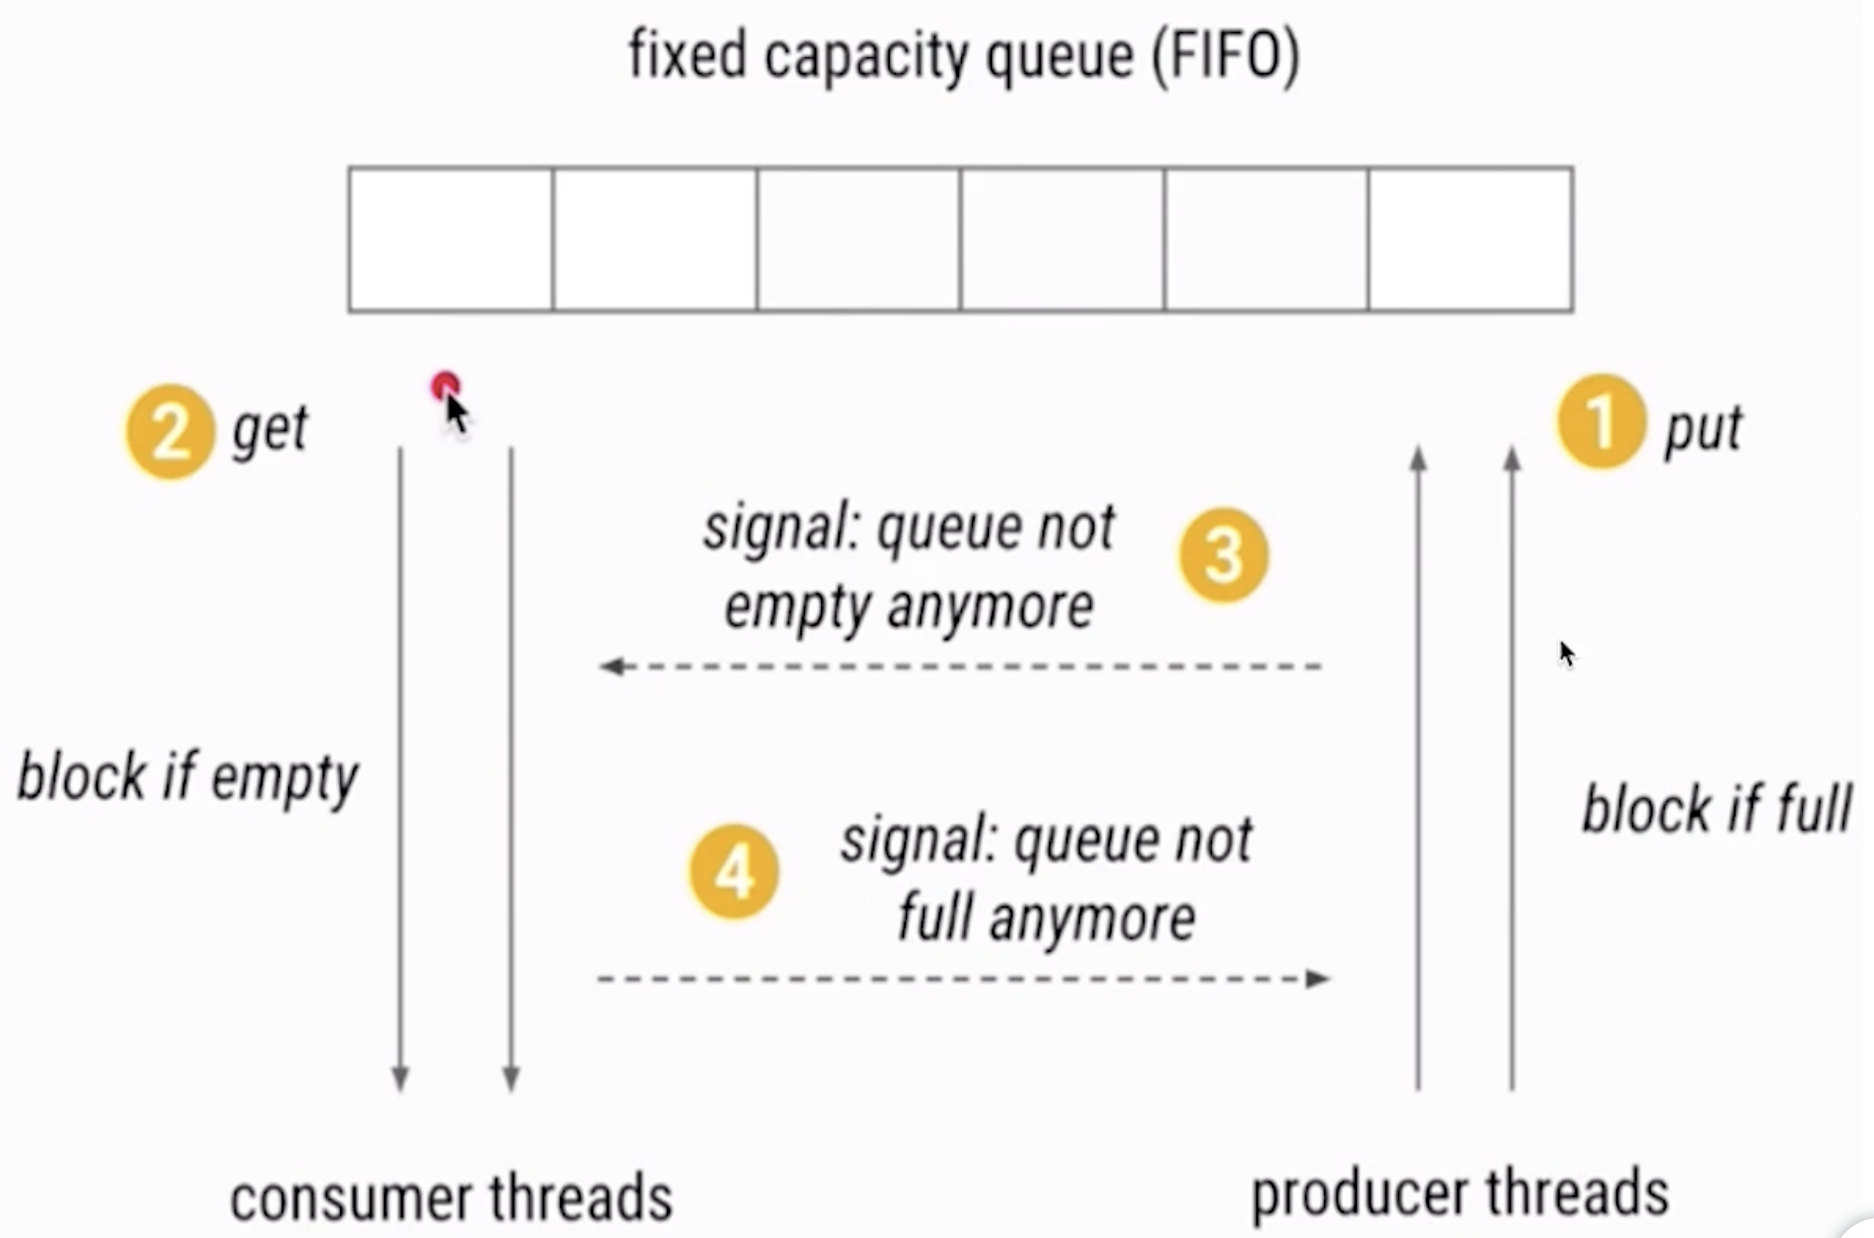 fixed capacity queue (FIFO)
2 get
1 put
signal: queue not
empty anymore
3
block if empty
4
signal: queue not
full anymore
block if full
consumer threads
producer threads